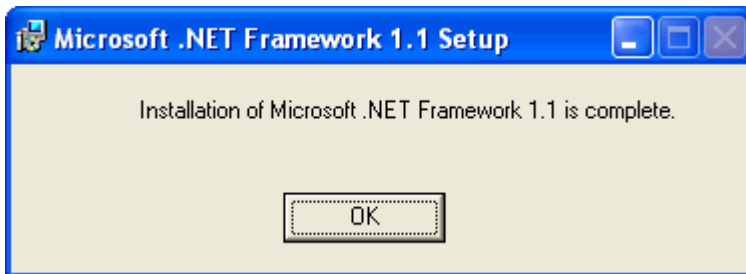 Microsoft .NET Framework 1.1 Setup
Installation of Microsoft .NET Framework 1.1 is complete.
OK